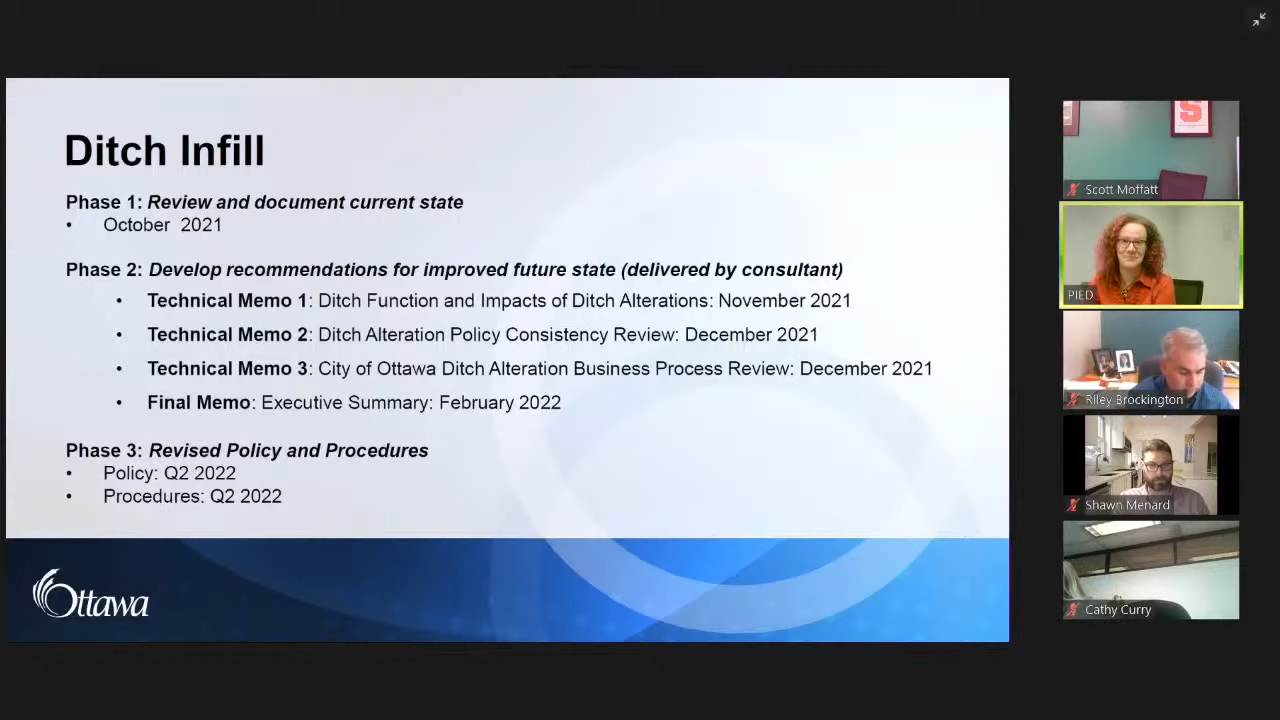 Ditch Infill
Phase 1: Review and document current state
• October 2021
Phase 2: Develop recommendations for improved future state (delivered by consultant)
• Technical Memo 1: Ditch Function and Impacts of Ditch Alterations: November 2021
• Technical Memo 2: Ditch Alteration Policy Consistency Review: December 2021
• Technical Memo 3: City of Ottawa Ditch Alteration Business Process Review: December 2021
• Final Memo: Executive Summary: February 2022
Phase 3: Revised Policy and Procedures
• Policy: Q2 2022
• Procedures: Q2 2022
Ottawa
S
Scott Moffatt
PIED
Riley Brockington
Shawn Menard
Cathy Curry